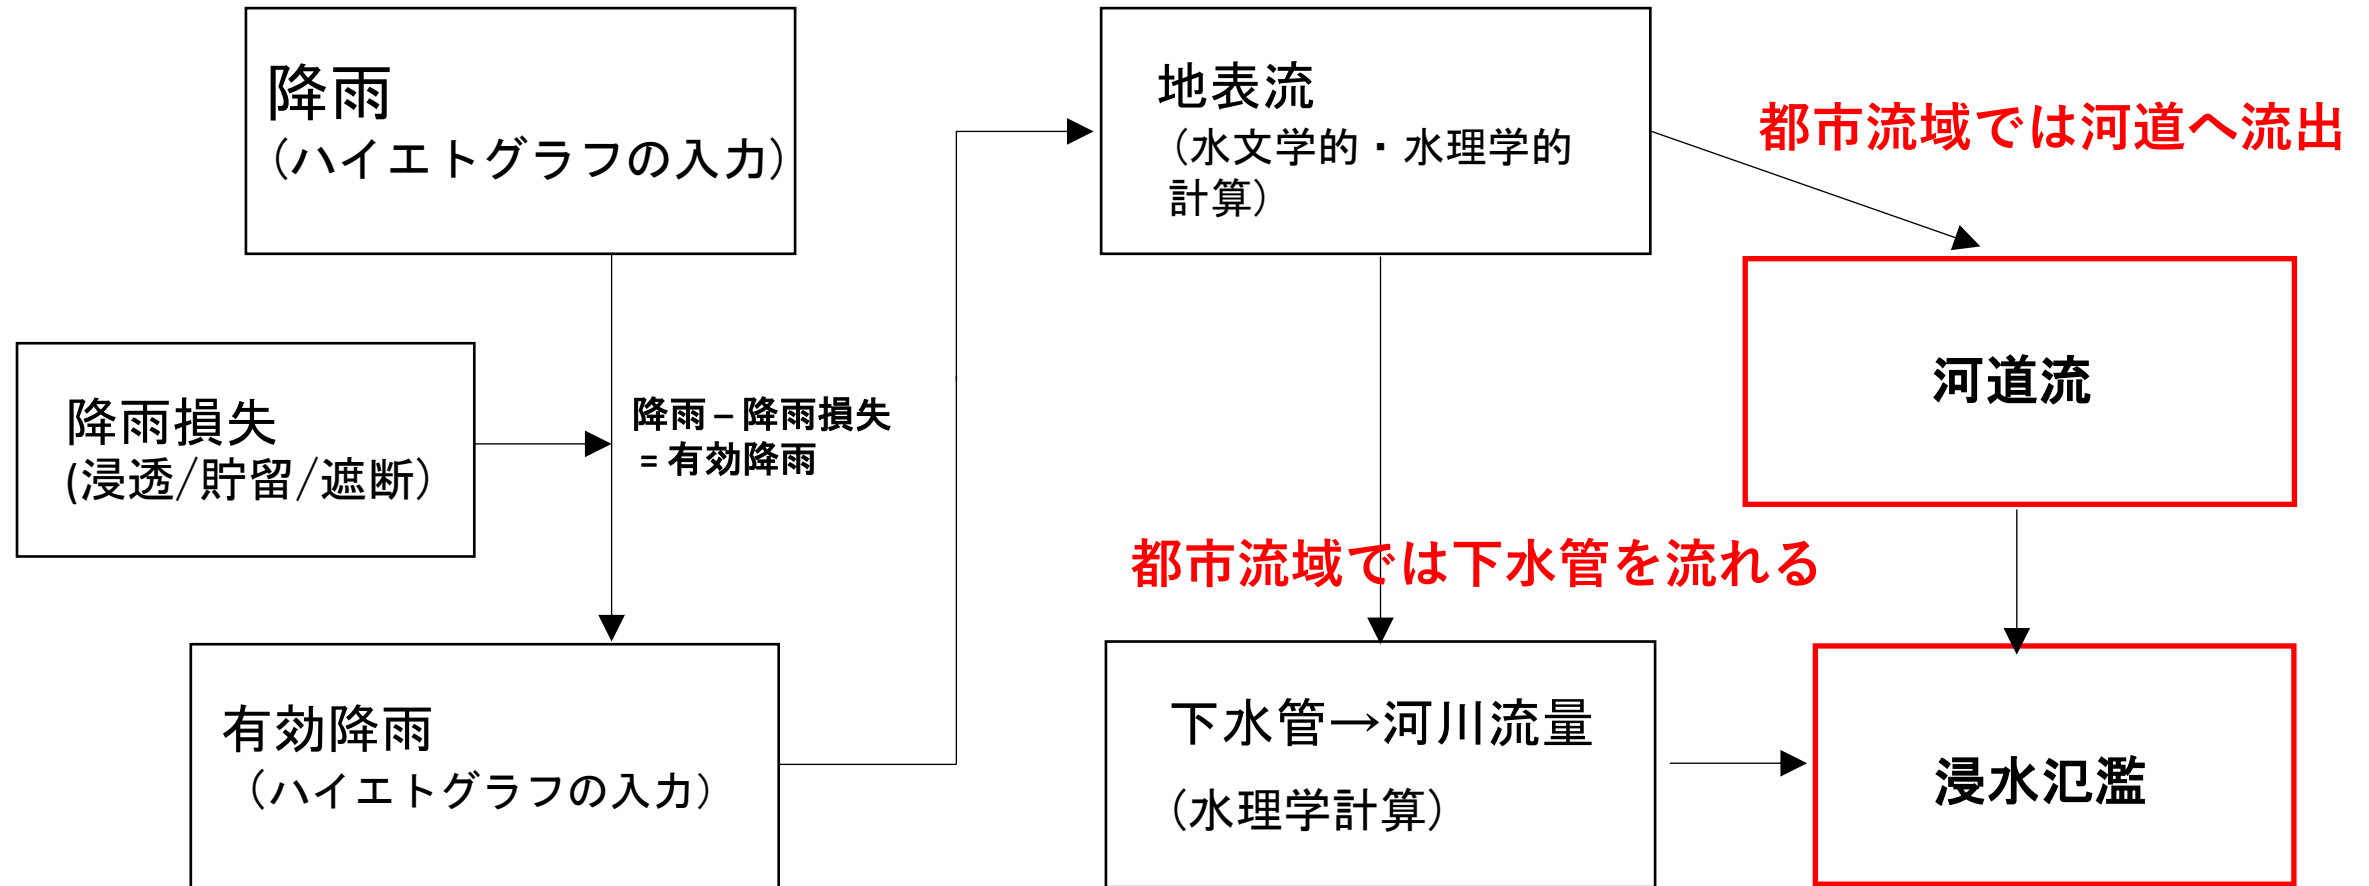 降雨
（ハイエトグラフの入力）
降雨損失
(浸透/貯留/遮断）
降雨 – 降雨損失
= 有効降雨
有効降雨
（ハイエトグラフの入力）
地表流
（水文学的・水理学的
計算）
都市流域では河道へ流出
河道流
都市流域では下水管を流れる
下水管→河川流量
（水理学計算）
浸水氾濫